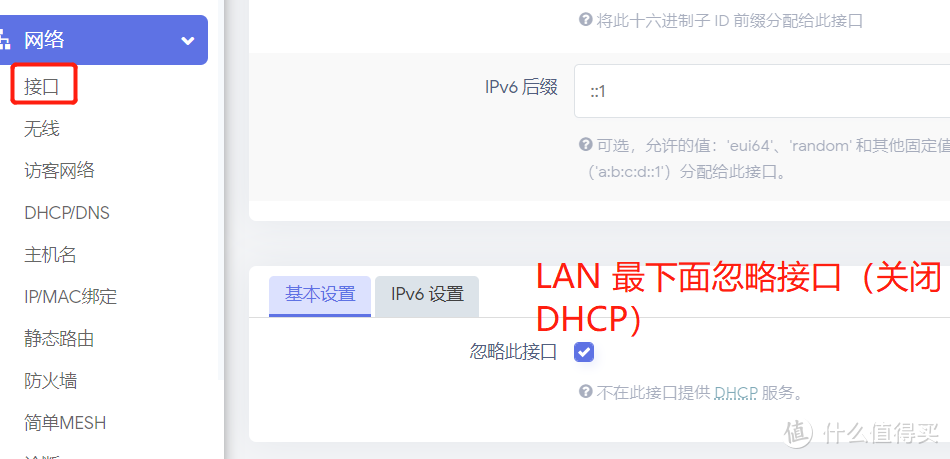 将此十六进制子 ID 前缀分配给此接口
网络
接口
IPv6 后缀
::1
无线
可选，允许的值：'eui64'、'random' 和其他固定值
访客网络
（'a:b:c:d::1'）分配给此接口。
DHCP/DNS
主机名
LAN 最下面忽略接口（关闭
DHCP）
IP/MAC绑定
基本设置
IPv6 设置
静态路由
忽略此接口
防火墙
不在此接口提供 DHCP 服务。
简单MESH
值 什么值得买